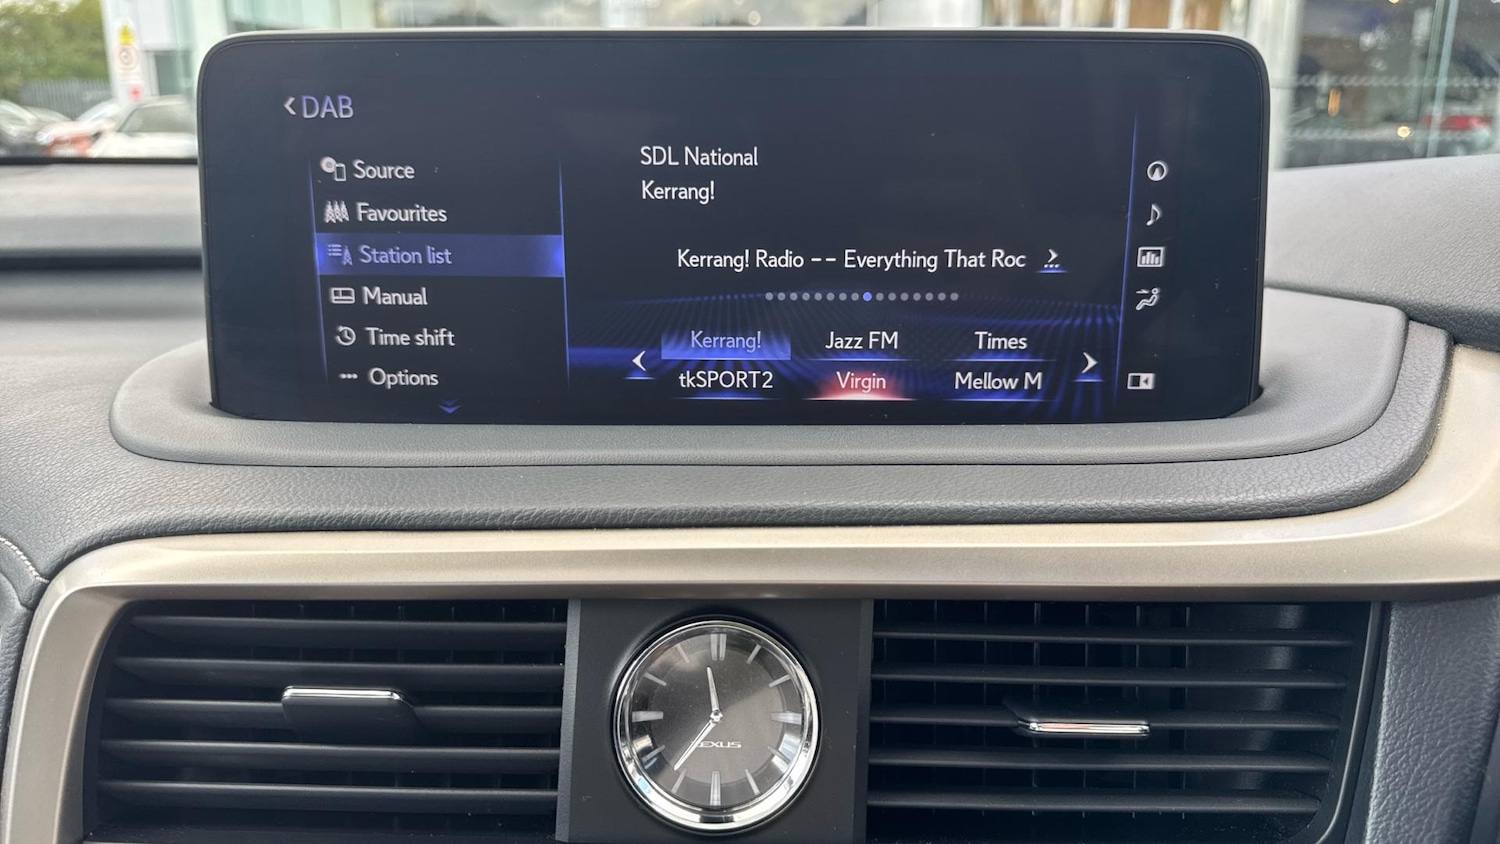 DAB
Source
Favourites
Station list
Manual
Time shift
Options
SDL National
Kerrang!
Kerrang! Radio -- Everything That Roc
Kerrang! Jazz FM Times
tkSPORT2 Virgin Mellow M
LEXUS